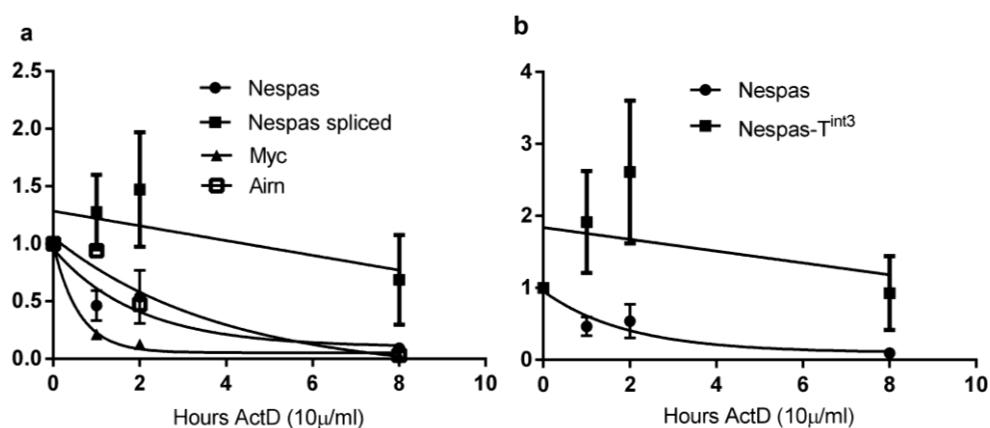 a
2.5
2.0
1.5
1.0
0.5
0.0
Nespas
Nespas spliced
Myc
Airn
0 2 4 6 8 10
Hours ActD (10μ/ml)
b
4
3
2
1
0
Nespas
Nespas-T^int3
0 2 4 6 8 10
Hours ActD (10μ/ml)